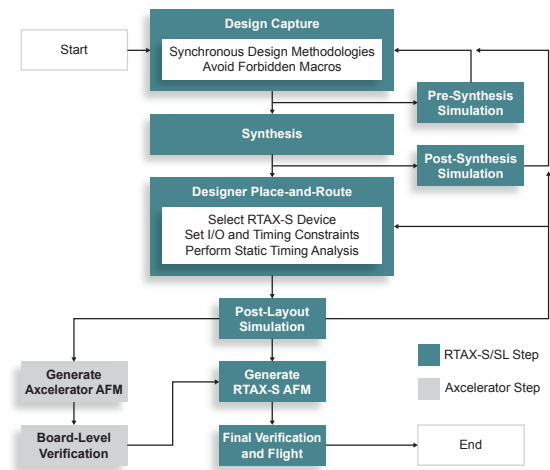 Design Capture
Start
Synchronous Design Methodologies
Avoid Forbidden Macros
Pre-Synthesis
Simulation
Synthesis
Post-Synthesis
Simulation
Designer Place-and-Route
Select RTAX-S Device
Set I/O and Timing Constraints
Perform Static Timing Analysis
Post-Layout
Simulation
RTAX-S/SL Step
Axcelerator Step
Generate
Axcelerator AFM
Generate
RTAX-S AFM
Board-Level
Verification
Final Verification
and Flight
End